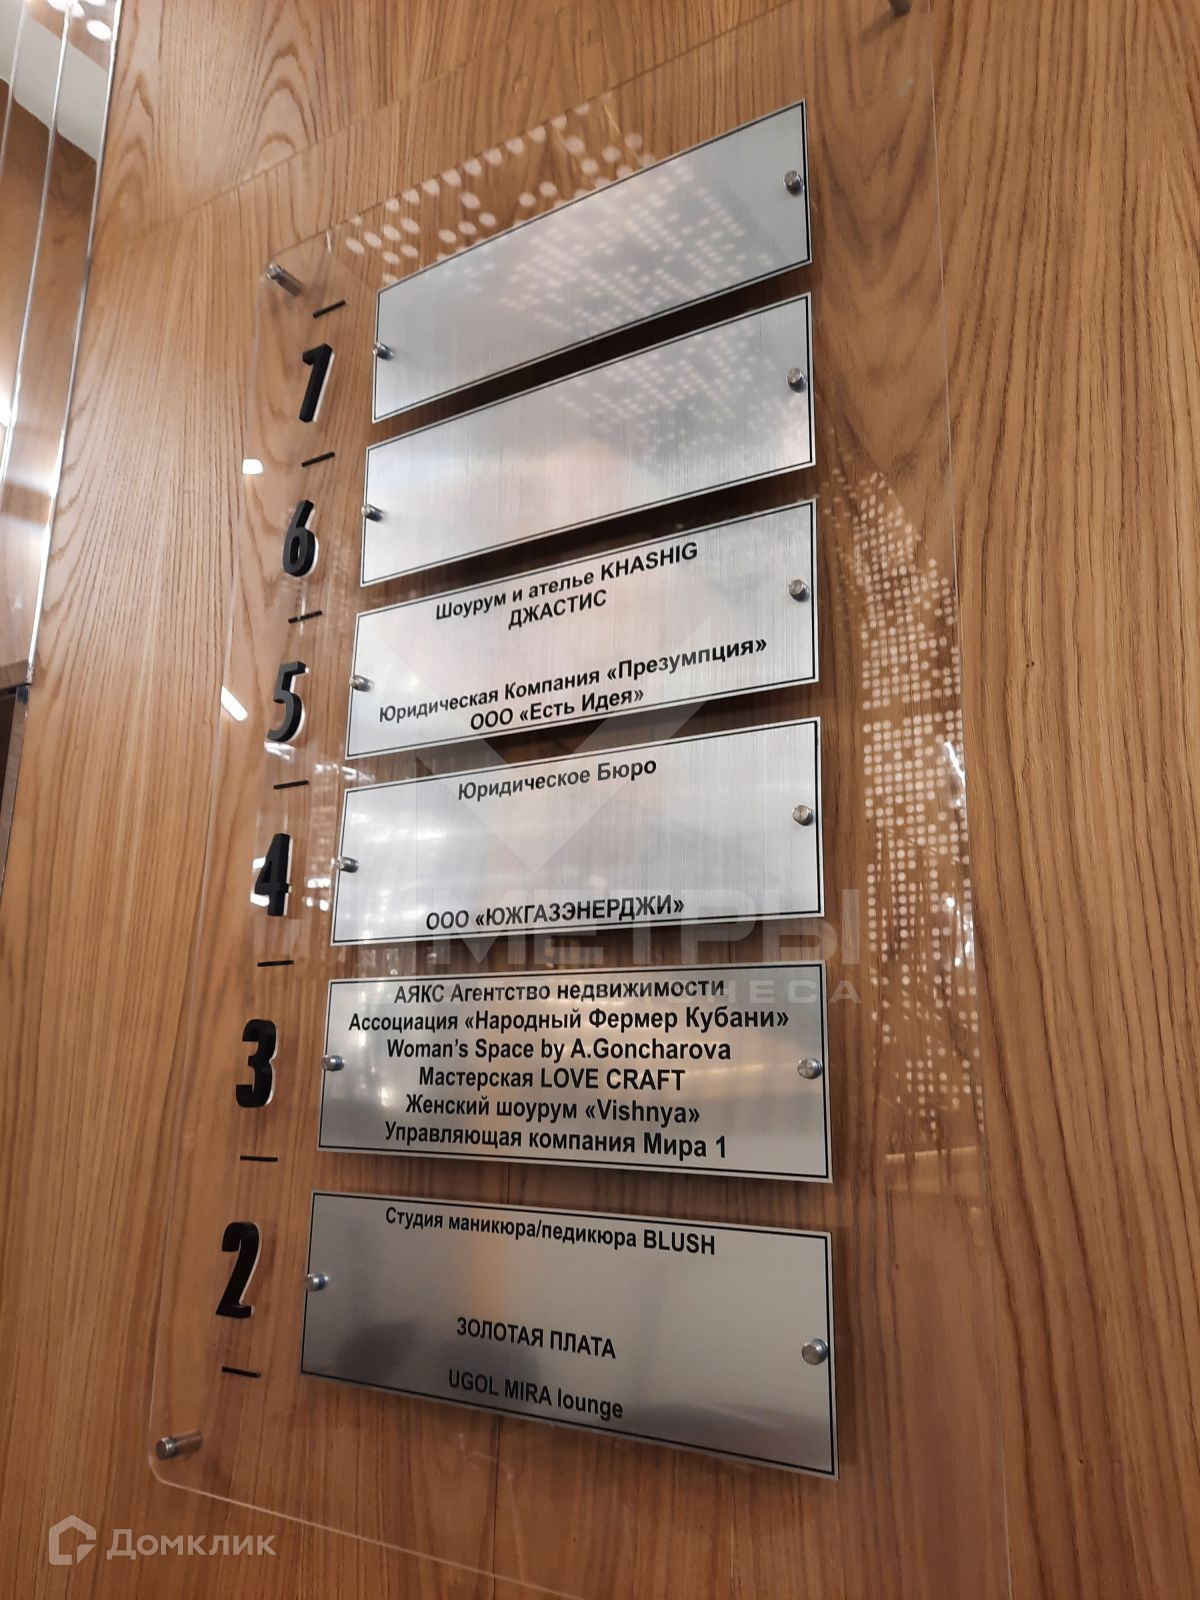 1
6
5
Шоурум и ателье KHASHIG
ДЖАСТИС
Юридическая Компания «Презумпция»
ООО «Есть Идея»
4
Юридическое Бюро
ООО «ЮЖГАЗЭНЕРДЖИ»
3
АЯКС Агентство недвижимости
Ассоциация «Народный Фермер Кубани»
Woman's Space by A.Goncharova
Мастерская LOVE CRAFT
Женский шоурум «Vishnya»
Управляющая компания Мира 1
2
Студия маникюра/педикюра BLUSH
ЗОЛОТАЯ ПЛАТА
UGOL MIRA lounge
МЕТРЫ
Домклик